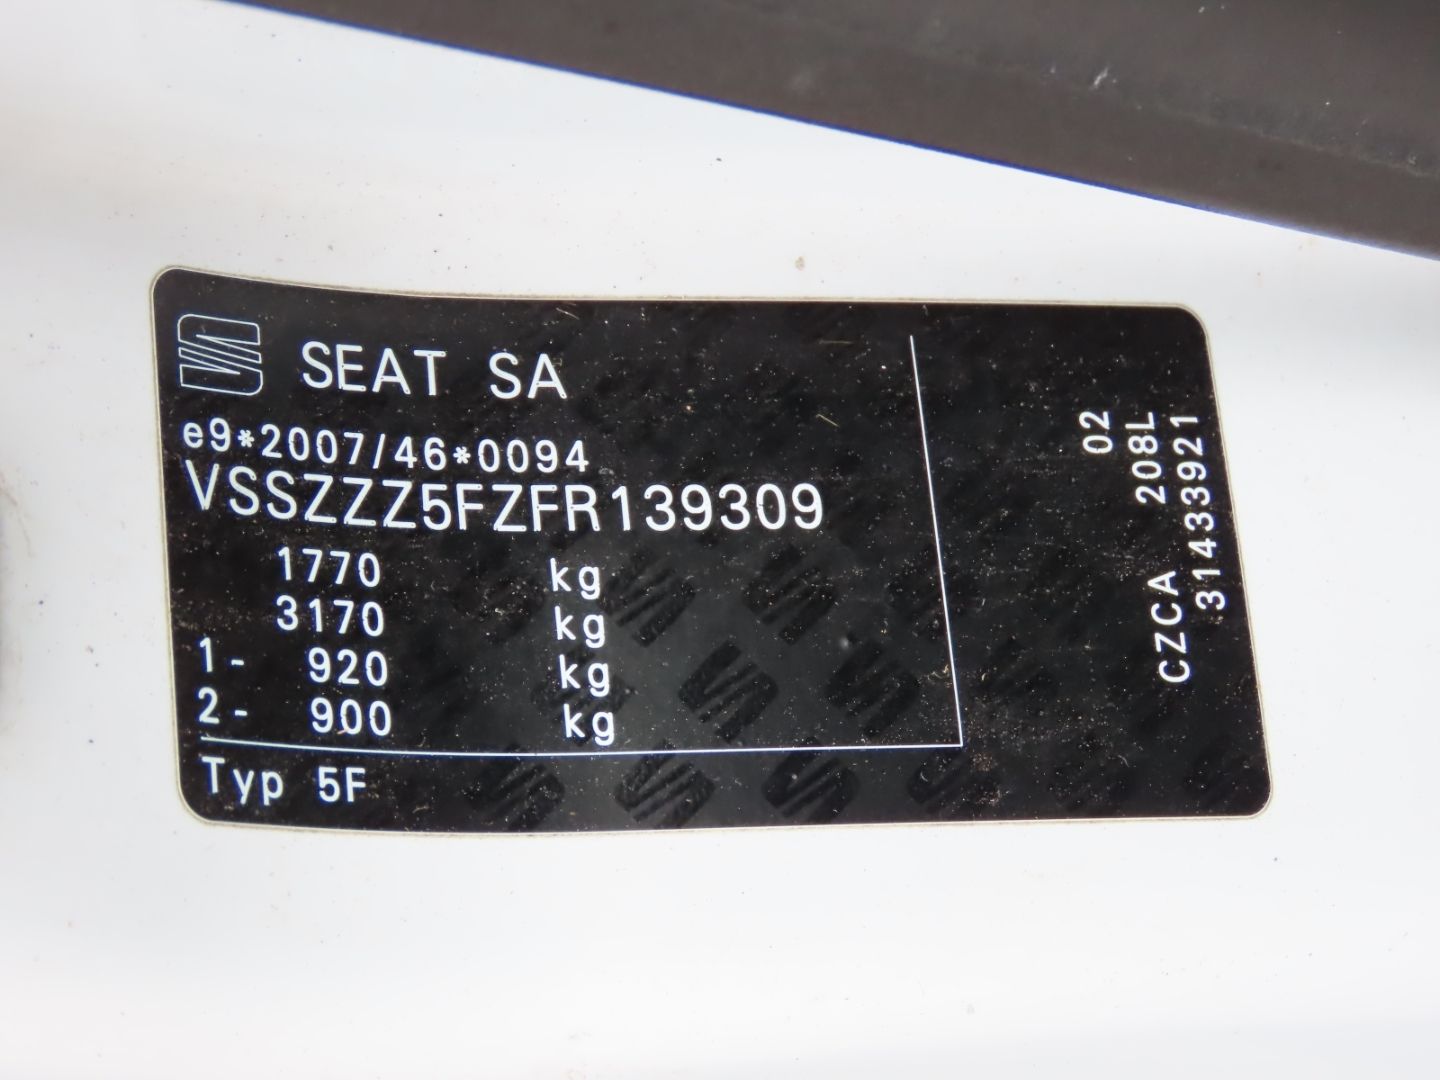 SEAT SA
e9*2007/46*0094
VSSZZZ5FZFR139309
1770 kg
3170 kg
1- 920 kg
2- 900 kg
Typ 5F
02
208L
CZCA
31433921